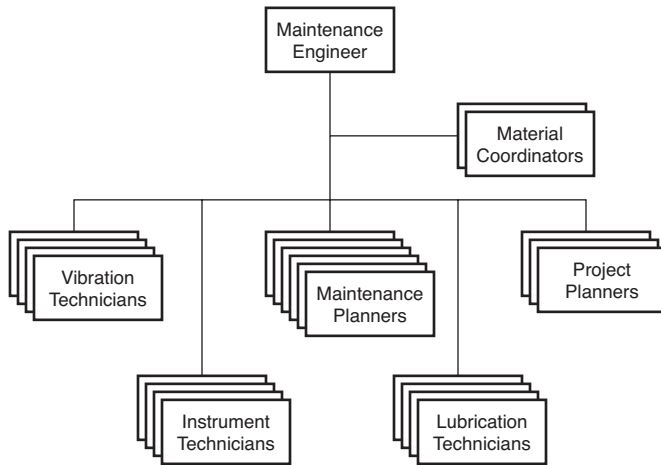 Maintenance
Engineer
Material
Coordinators
Vibration
Technicians
Maintenance
Planners
Project
Planners
Instrument
Technicians
Lubrication
Technicians